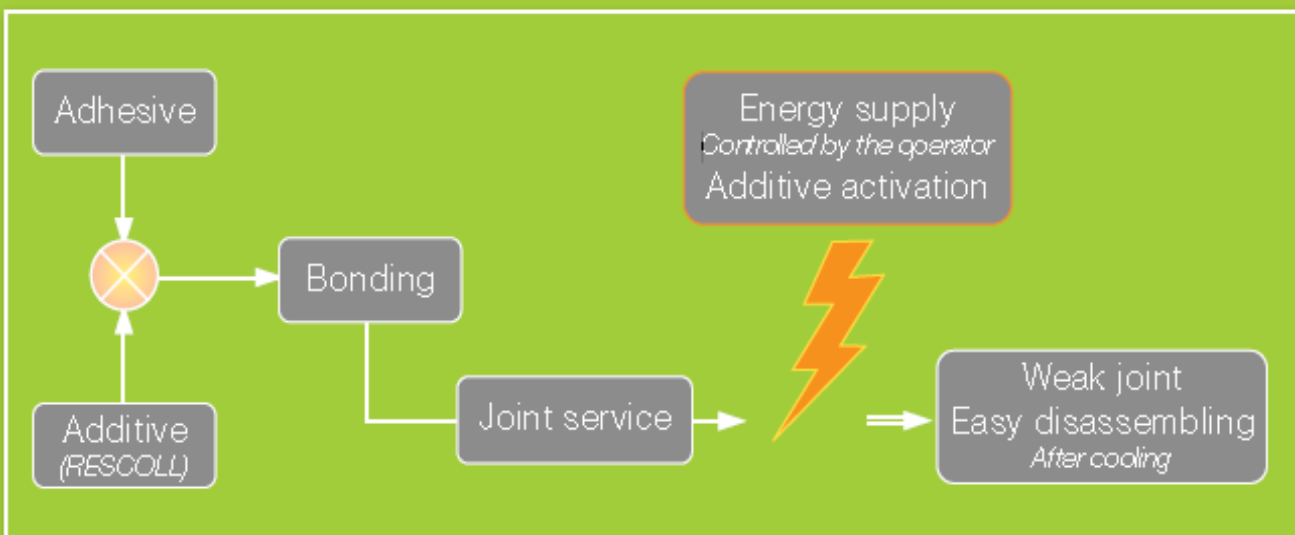 Adhesive
Energy supply
Controlled by the operator
Additive activation
Bonding
Additive
(RESCOLL)
Joint service
Weak joint
Easy disassembling
After cooling